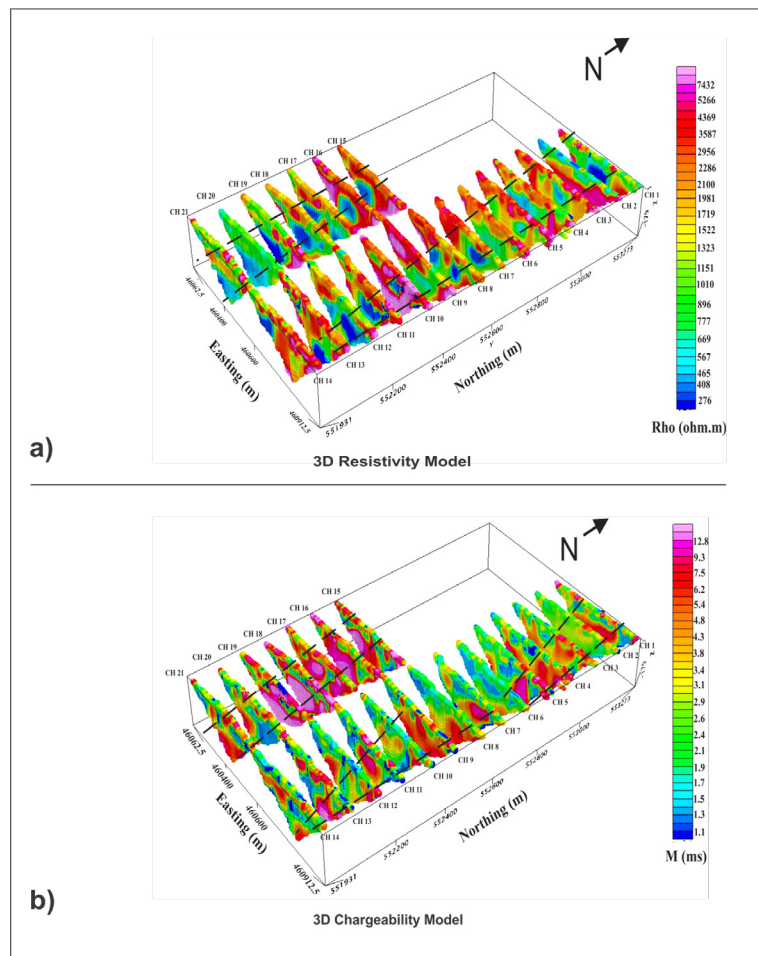 N
CH 15
CH 16
CH 17
CH 18
CH 19
CH 20
CH 21
CH 1
CH 2
CH 3
CH 4
CH 5
CH 6
CH 7
CH 8
CH 9
CH 10
CH 11
CH 12
CH 13
CH 14
46062.5
460400
460600
460912.5
Easting (m)
551931
552200
552400
552600
552800
553000
553273
Y
Northing (m)
7432
5266
4369
3587
2956
2286
2100
1981
1719
1522
1323
1151
1010
896
777
669
567
465
408
276
Rho (ohm.m)
a)
3D Resistivity Model
N
CH 15
CH 16
CH 17
CH 18
CH 19
CH 20
CH 21
CH 1
CH 2
CH 3
CH 4
CH 5
CH 6
CH 7
CH 8
CH 9
CH 10
CH 11
CH 12
CH 13
CH 14
46062.5
460400
460600
460912.5
Easting (m)
551931
552200
552400
552600
552800
553000
553273
Northing (m)
12.8
9.3
7.5
6.2
5.4
4.8
4.3
3.8
3.4
3.1
2.9
2.6
2.4
2.1
1.9
1.7
1.5
1.3
1.1
M (ms)
b)
3D Chargeability Model